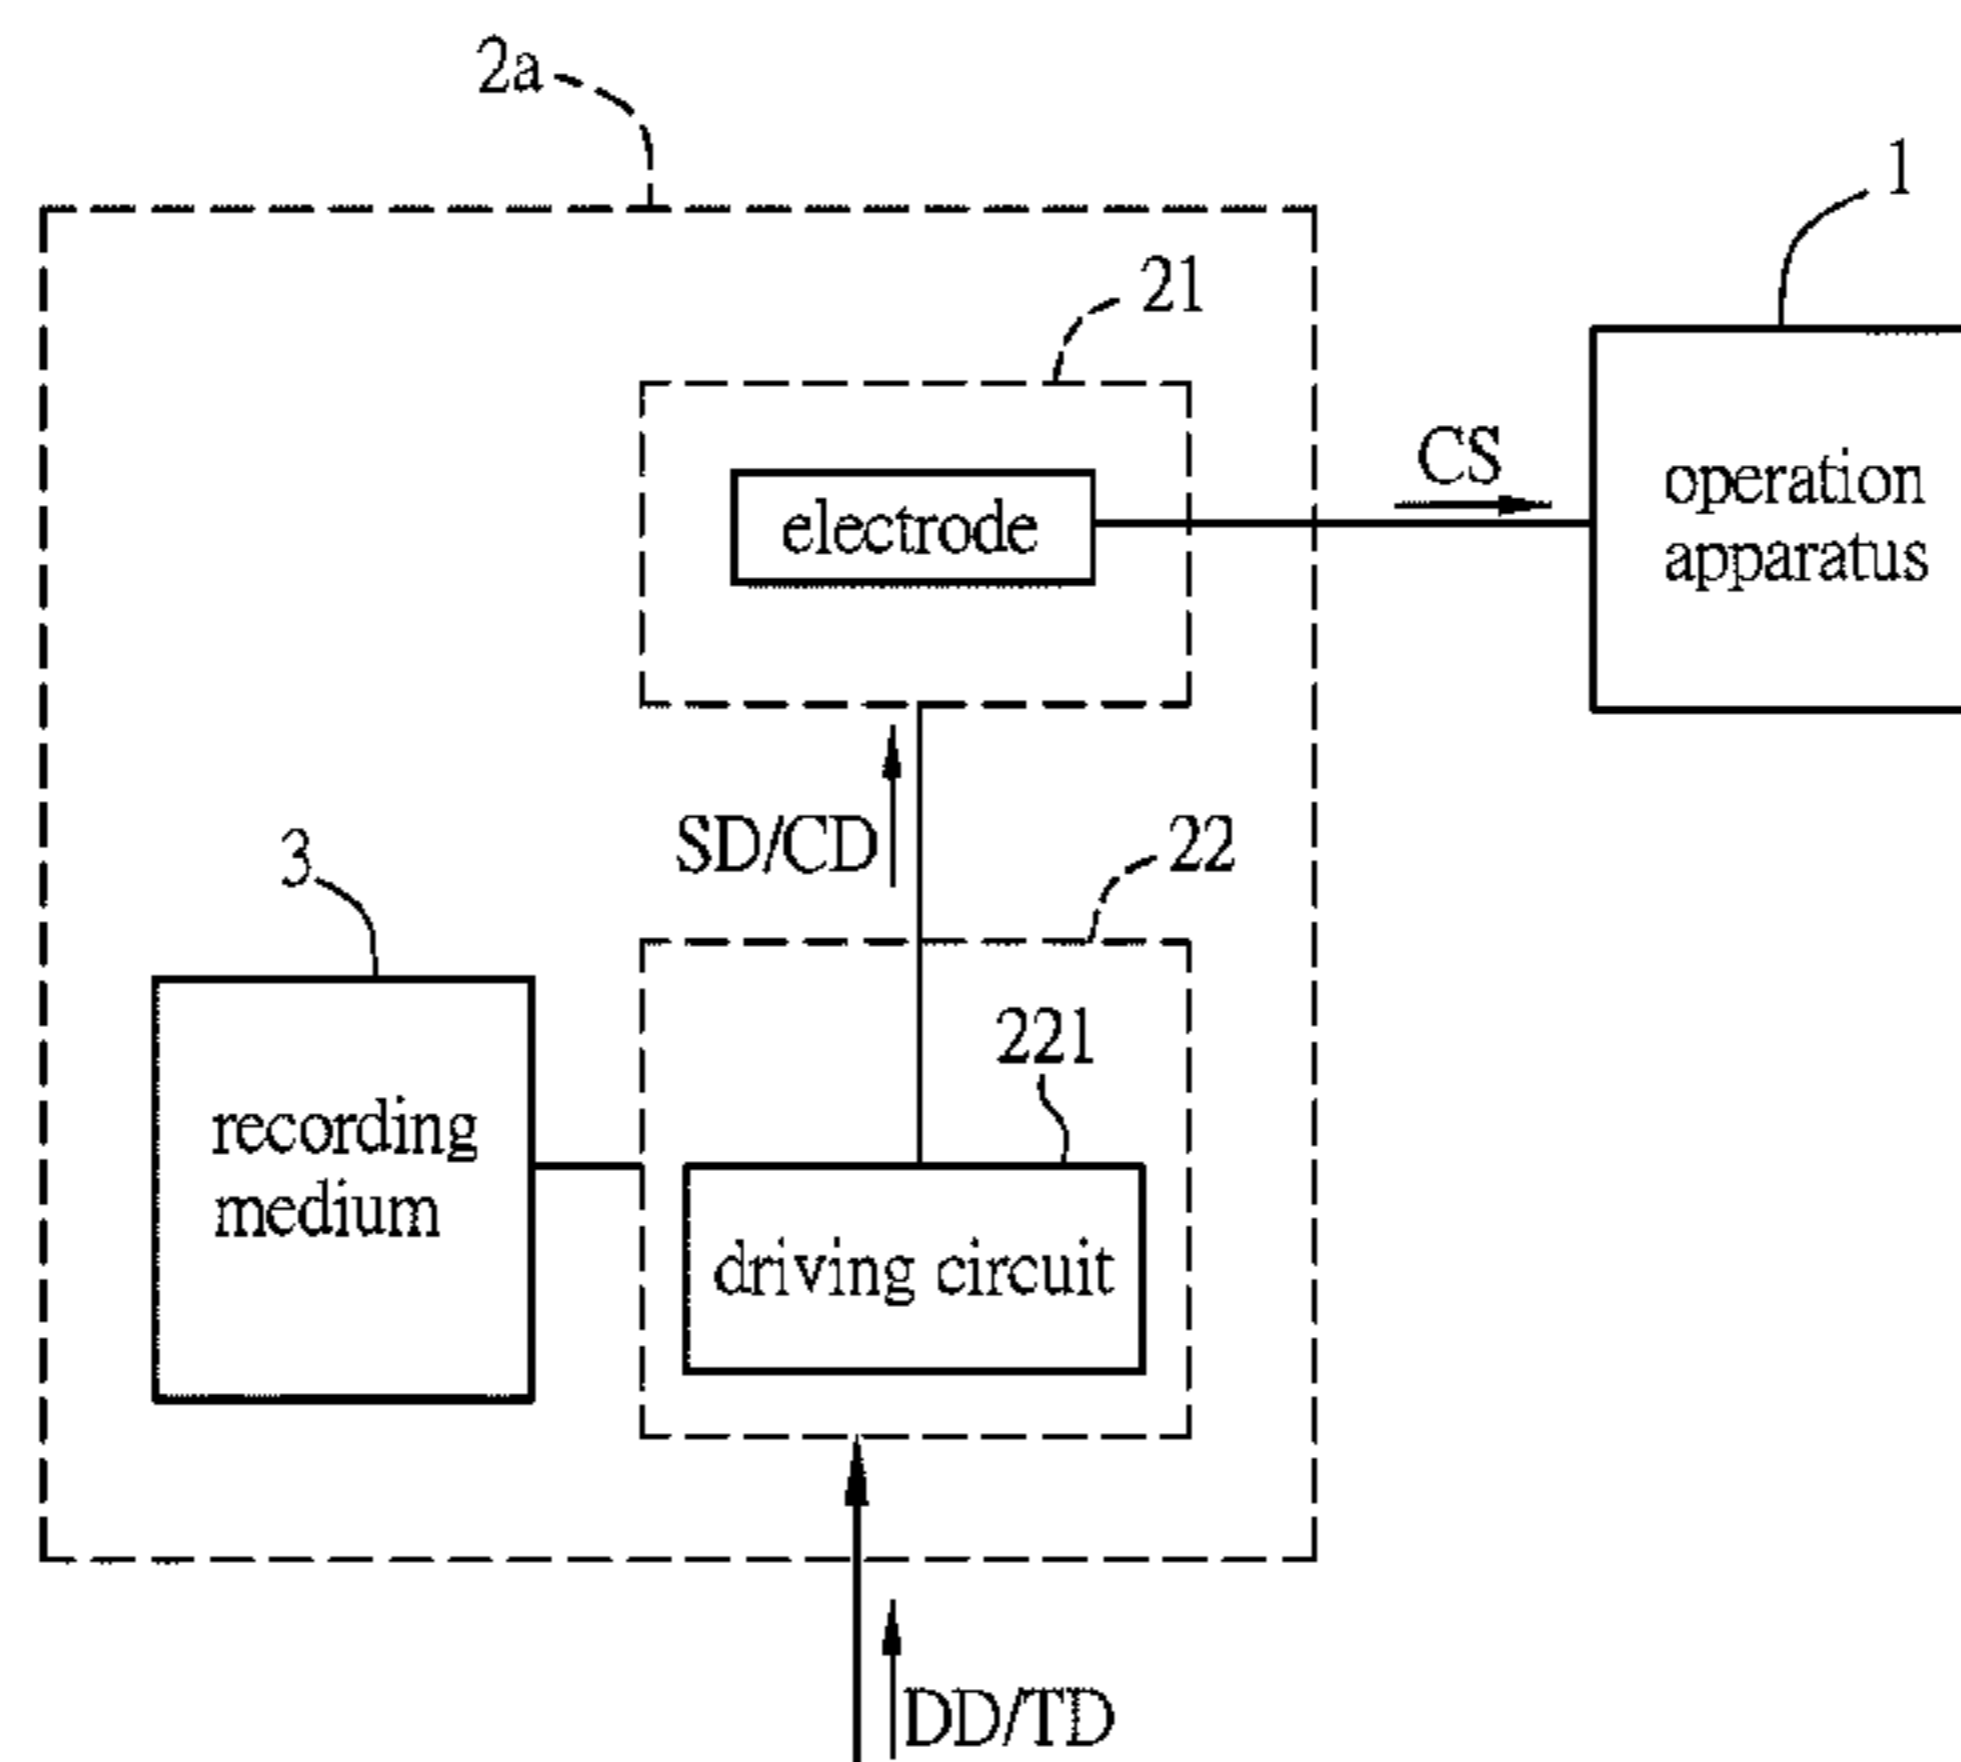 2a
1
21
CS
operation
apparatus
electrode
SD/CD
22
3
221
recording
medium
driving circuit
DD/TD